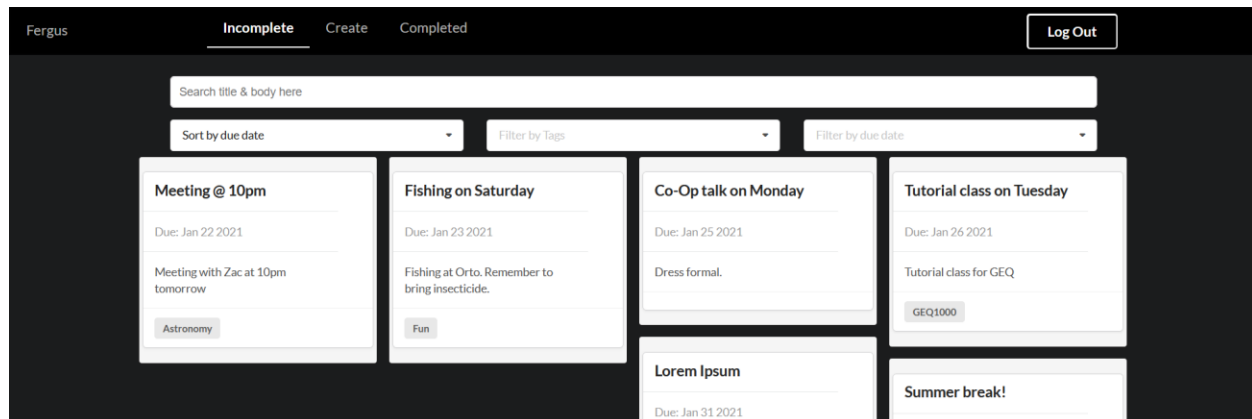 Fergus
Incomplete
Create
Completed
Log Out
Search title & body here
Sort by due date
Filter by Tags
Filter by due date
Meeting @ 10pm
Due: Jan 22 2021
Meeting with Zac at 10pm
tomorrow
Astronomy
Fishing on Saturday
Due: Jan 23 2021
Fishing at Orto. Remember to
bring insecticide.
Fun
Co-Op talk on Monday
Due: Jan 25 2021
Dress formal.
Lorem Ipsum
Due: Jan 31 2021
Tutorial class on Tuesday
Due: Jan 26 2021
Tutorial class for GEQ
GEQ1000
Summer break!